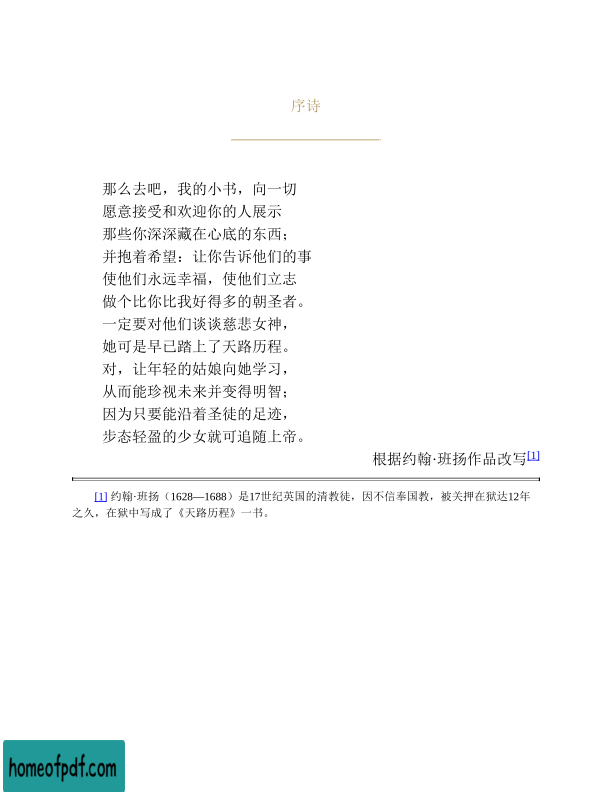 序诗
那么去吧，我的小书，向一切
愿意接受和欢迎你的人展示
那些你深深藏在心底的东西；
并抱着希望：让你告诉他们的事
使他们永远幸福，使他们立志
做个比你比我好得多的朝圣者。
一定要对他们谈谈慈悲女神，
她可是早已踏上了天路历程。
对，让年轻的姑娘向她学习，
从而能珍视未来并变得明智；
因为只要能沿着圣徒的足迹，
步态轻盈的少女就可追随上帝。
根据约翰·班扬作品改写[1]
[1] 约翰·班扬（1628—1688）是17世纪英国的清教徒，因不信奉国教，被关押在狱达12年
之久，在狱中写成了《天路历程》一书。
homeofpdf.com